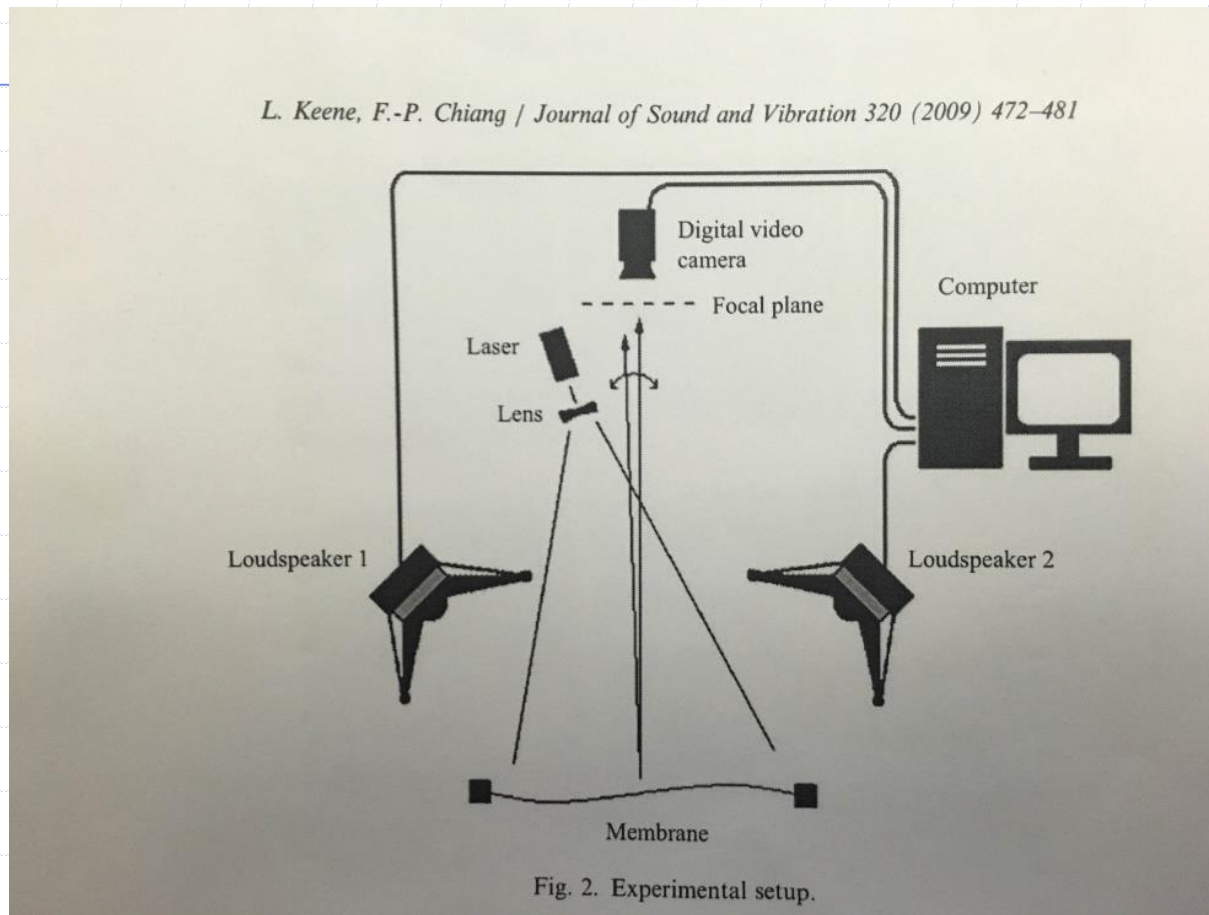 L. Keene, F.-P. Chiang / Journal of Sound and Vibration 320 (2009) 472–481
Digital video
camera
Computer
Focal plane
Laser
Lens
Loudspeaker 1
Loudspeaker 2
Membrane
Fig. 2. Experimental setup.